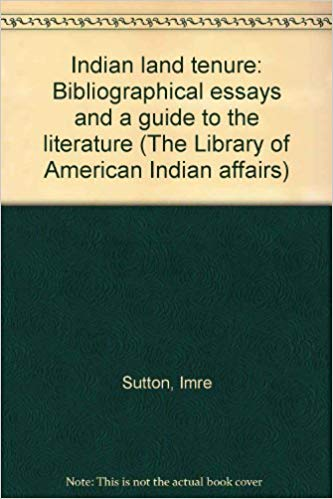 Indian land tenure:
Bibliographical essays
and a guide to the
literature (The Library of
American Indian affairs)
Sutton, Imre
Note: This is not the actual book cover